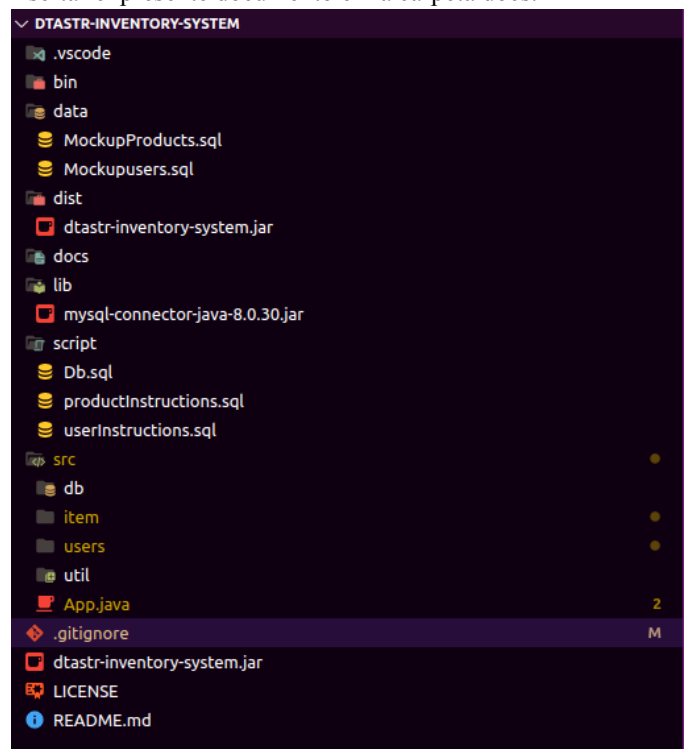 DTASTR-INVENTORY-SYSTEM
.vscode
bin
data
MockupProducts.sql
Mockupusers.sql
dist
dtastr-inventory-system.jar
docs
lib
mysql-connector-java-8.0.30.jar
script
Db.sql
productInstructions.sql
userInstructions.sql
src
db
item
users
util
App.java 2
.gitignore M
dtastr-inventory-system.jar
LICENSE
README.md